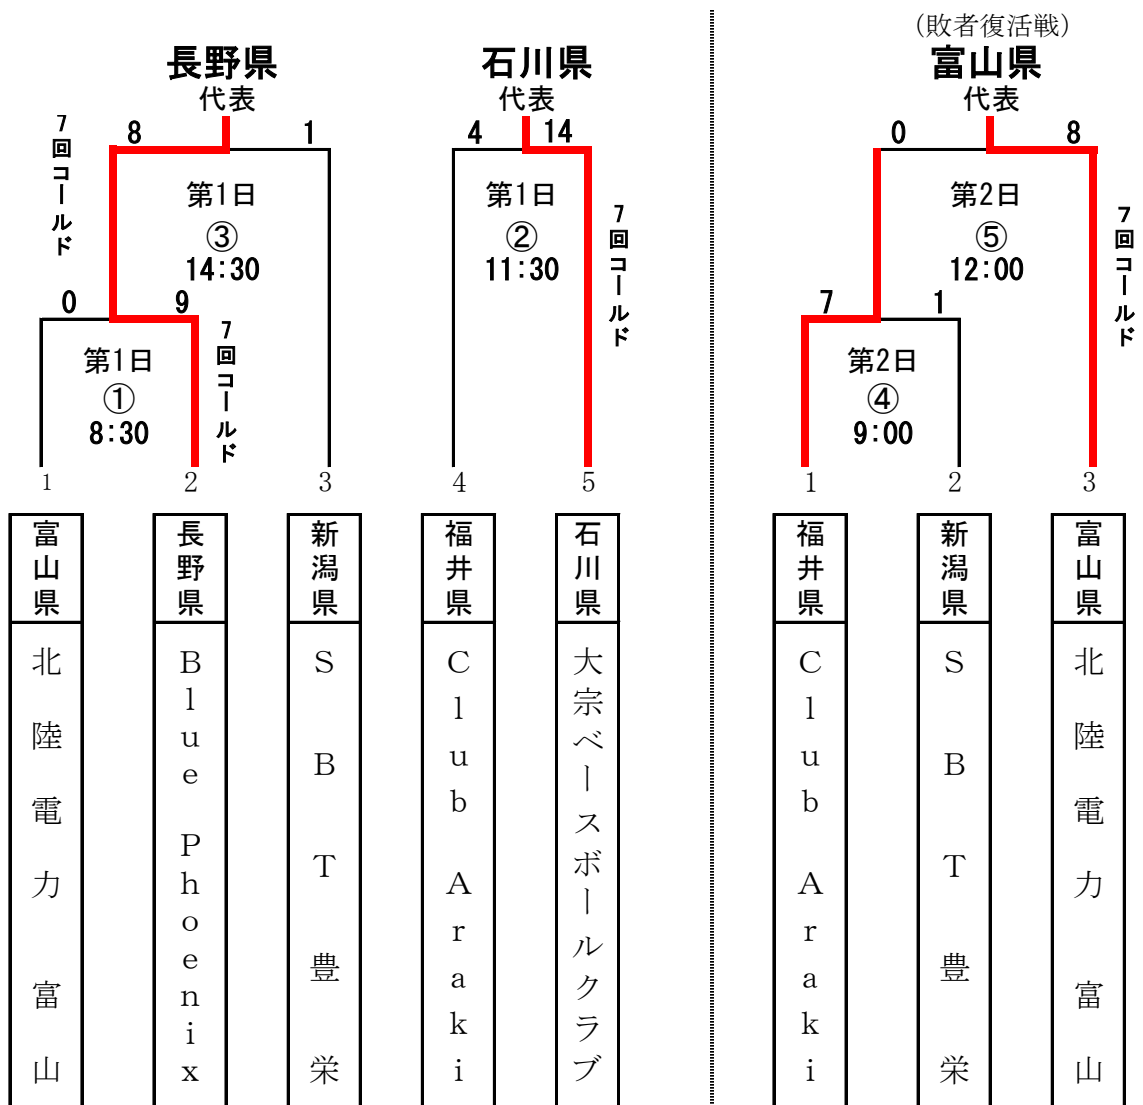 (敗者復活戦)
長野県
石川県
富山県
代表
代表
代表
7回コールド
8
1
4
14
0
8
第1日
③
14:30
第1日
②
11:30
7回コールド
第2日
⑤
12:00
7回コールド
0
9
7
1
第1日
①
8:30
7回コールド
第2日
④
9:00
1
2
3
4
5
1
2
3
富山県
長野県
新潟県
福井県
石川県
福井県
新潟県
富山県
北陸電力 富山
Blue Phoenix
SBT豊栄
Club Araki
大宗ベースボールクラブ
Club Araki
SBT豊栄
北陸電力 富山